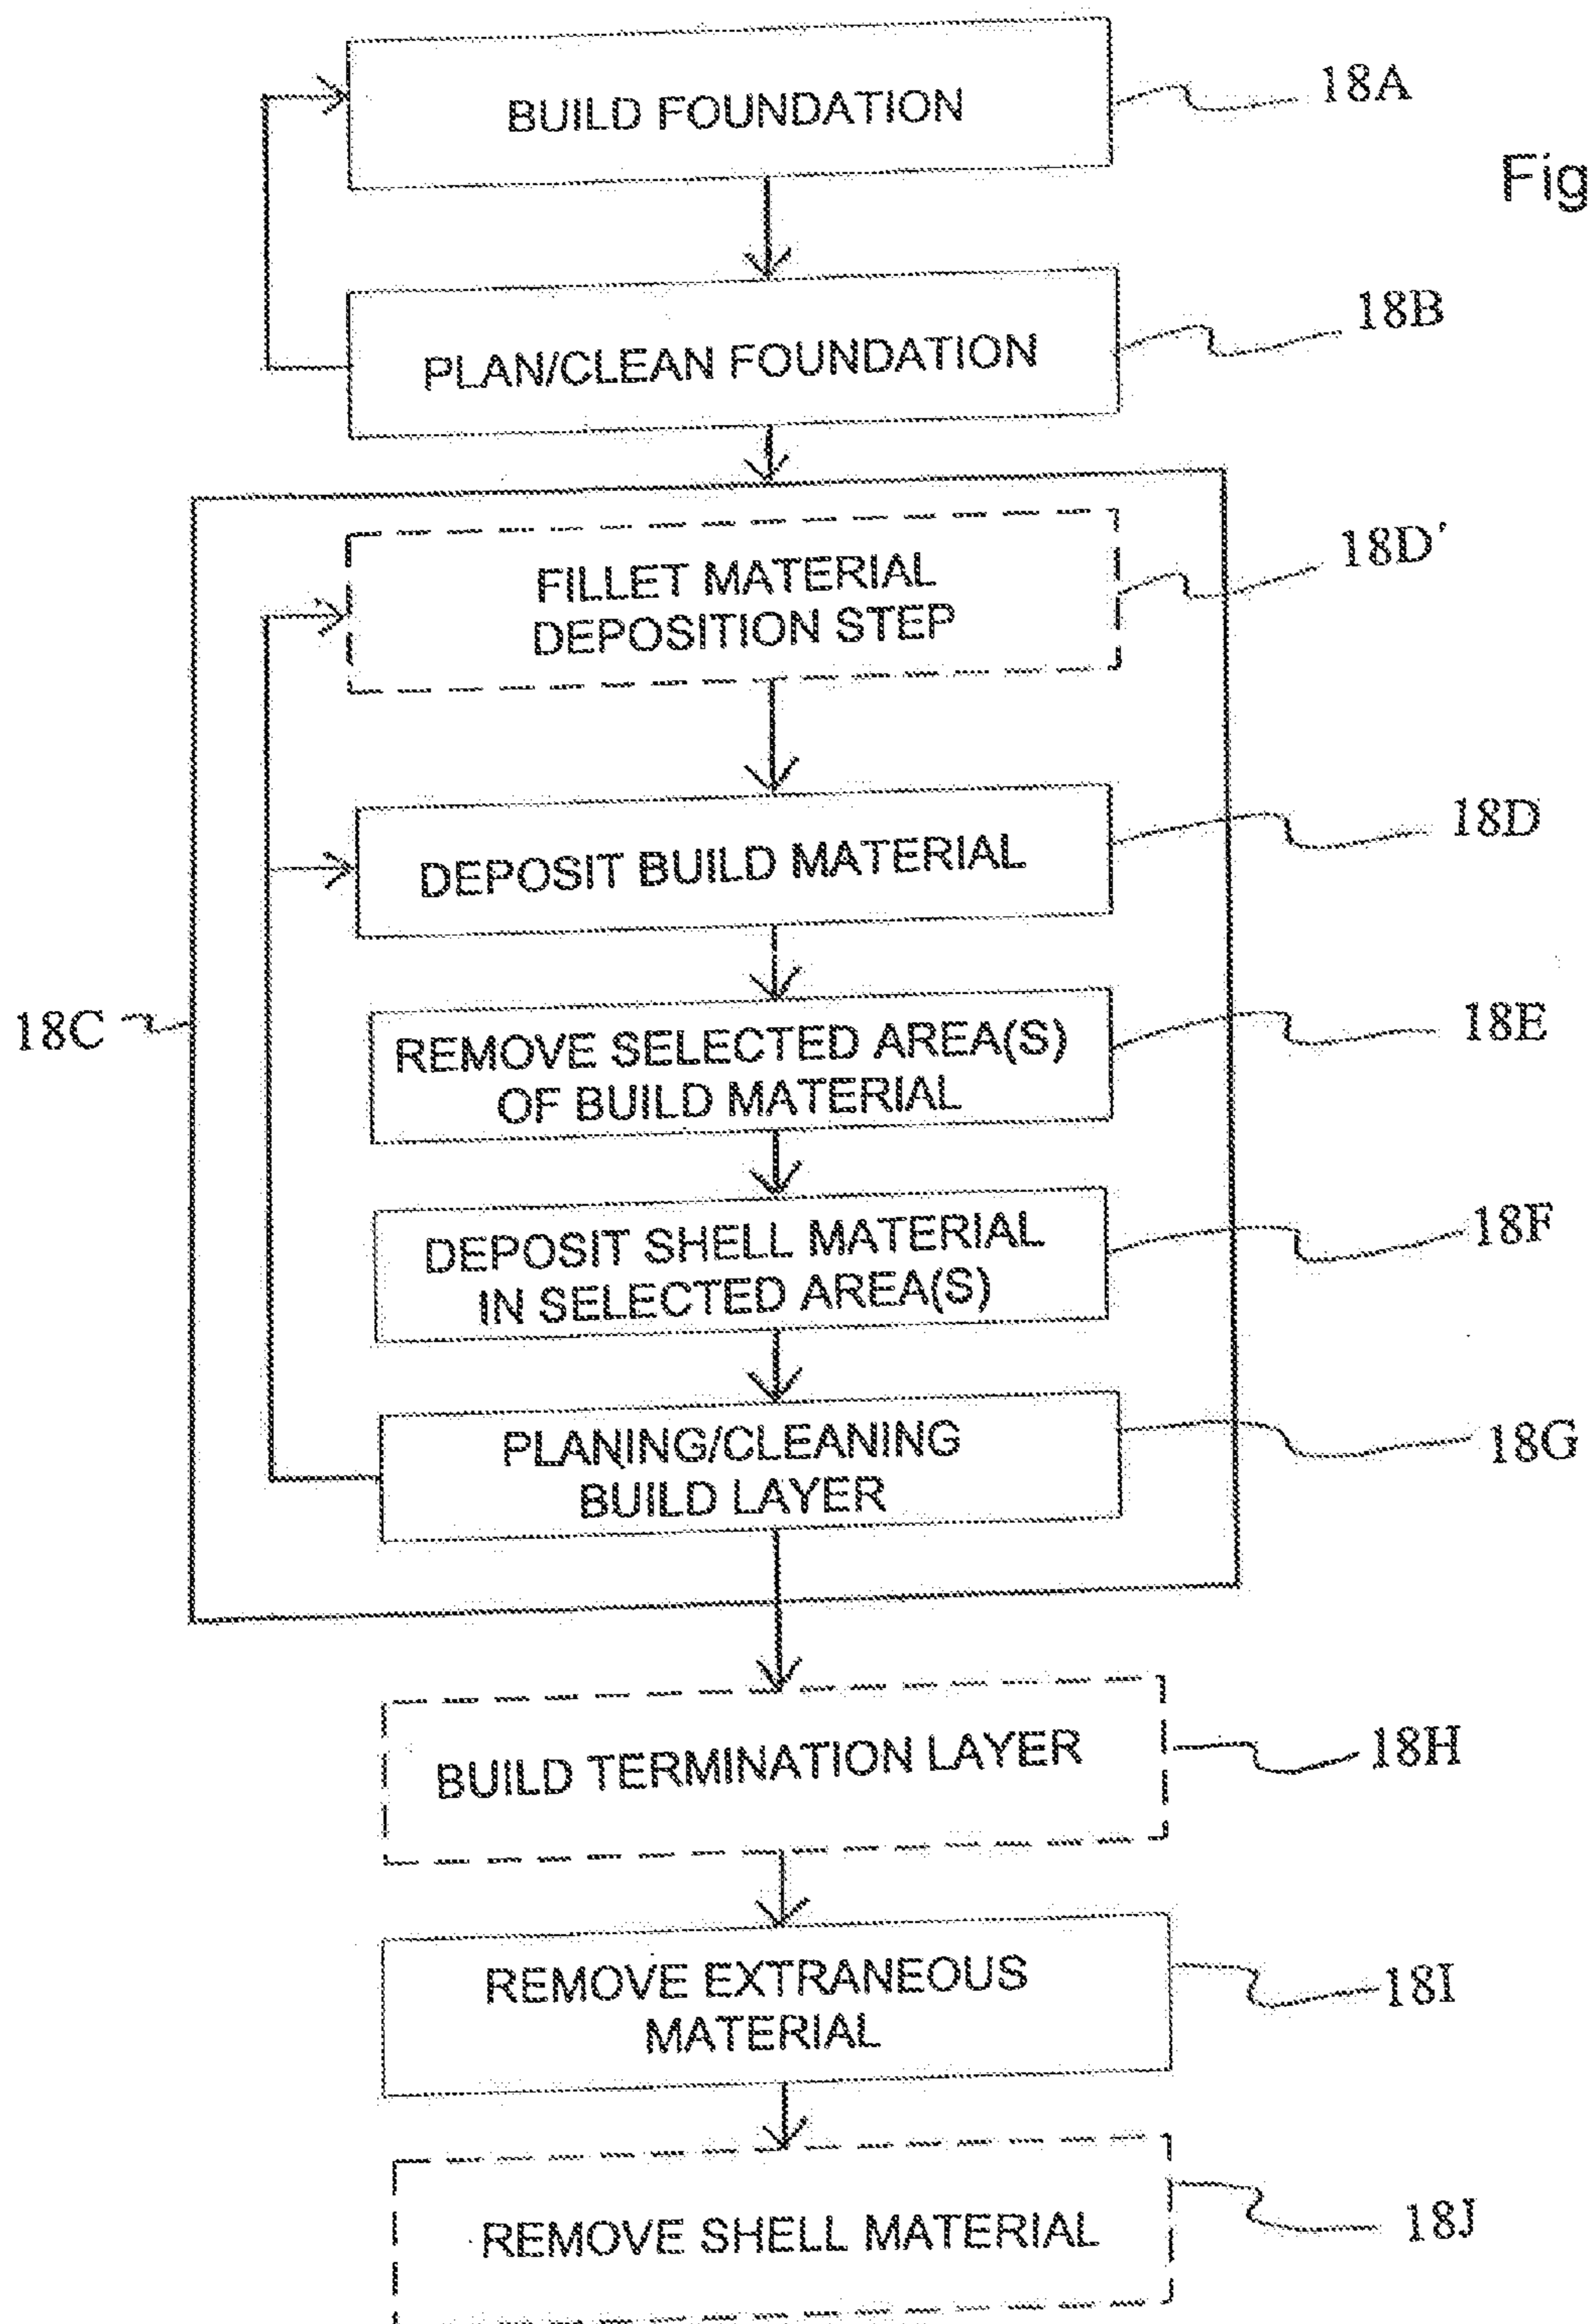 BUILD FOUNDATION
18A
Fig
PLAN/CLEAN FOUNDATION
18B
FILLET MATERIAL
DEPOSITION STEP
18D'
DEPOSIT BUILD MATERIAL
18D
18C
REMOVE SELECTED AREA(S)
OF BUILD MATERIAL
18E
DEPOSIT SHELL MATERIAL
IN SELECTED AREA(S)
18F
PLANING/CLEANING
BUILD LAYER
18G
BUILD TERMINATION LAYER
18H
REMOVE EXTRANEOUS
MATERIAL
18I
REMOVE SHELL MATERIAL
18J